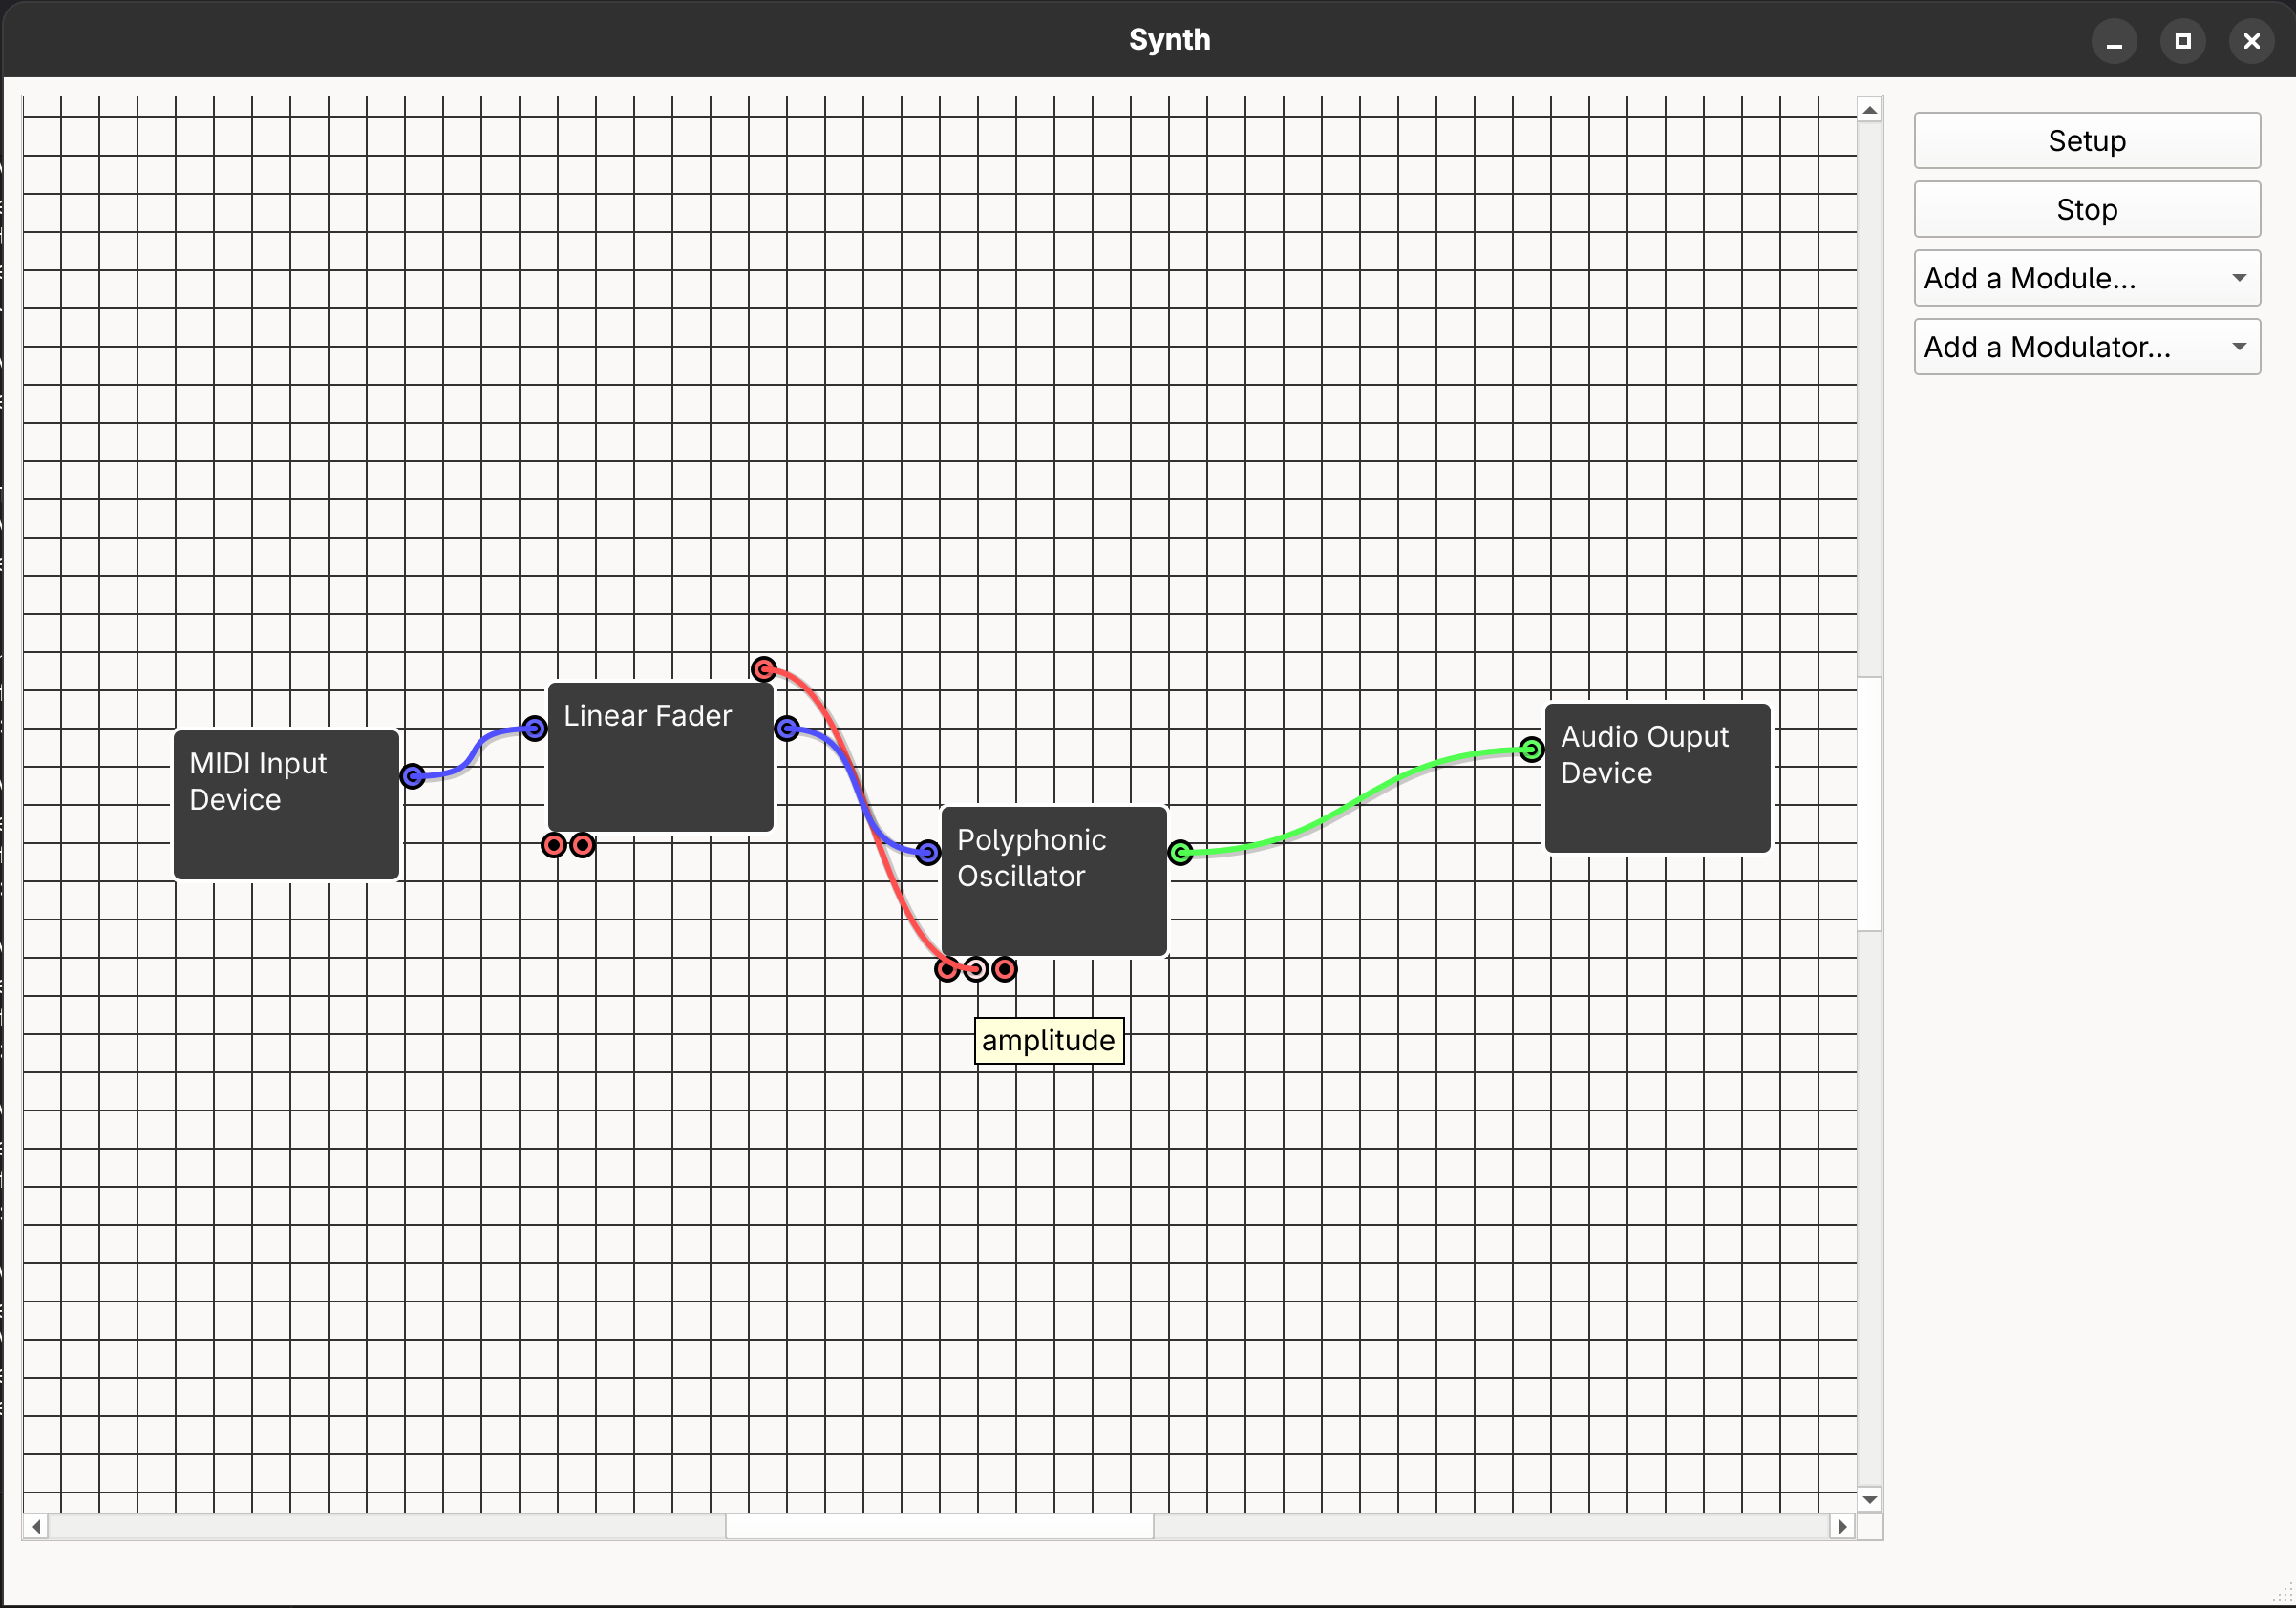 Synth
Setup
Stop
Add a Module...
Add a Modulator...
Linear Fader
MIDI Input
Device
Audio Ouput
Device
Polyphonic
Oscillator
amplitude